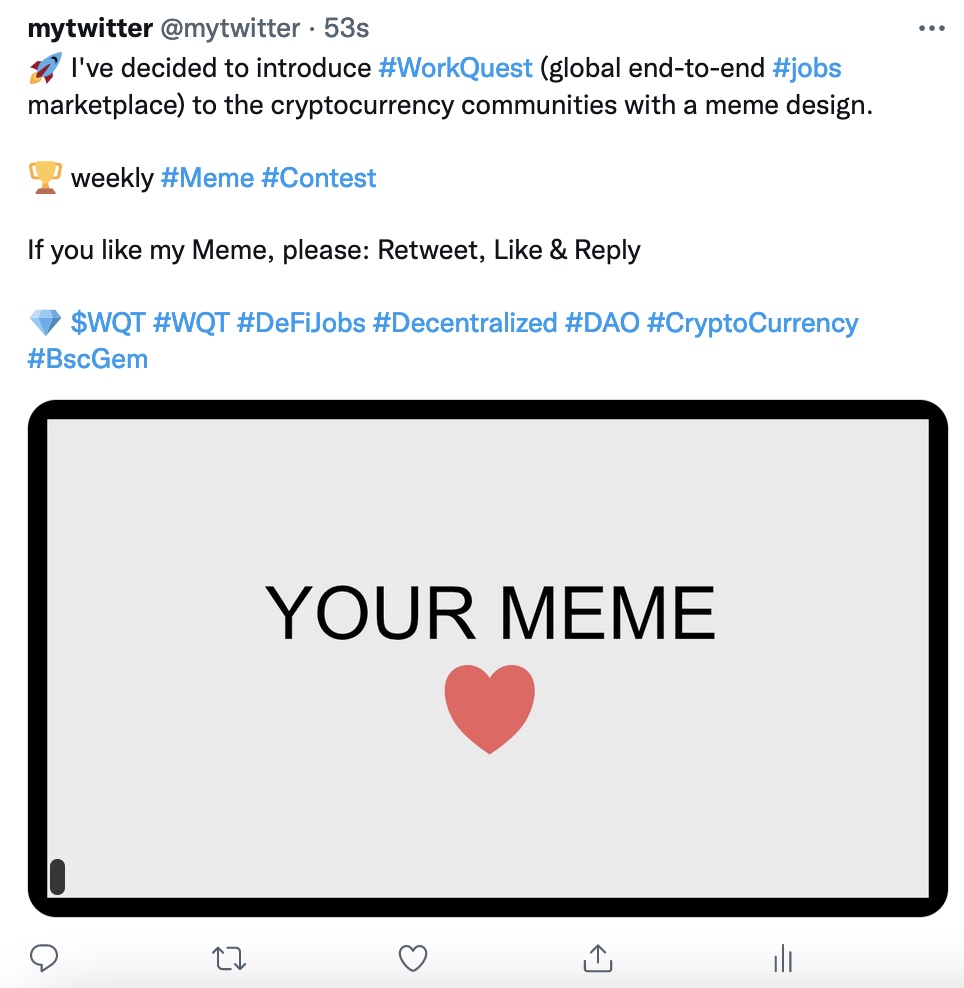 mytwitter @mytwitter · 53s
🚀 I've decided to introduce #WorkQuest (global end-to-end #jobs
marketplace) to the cryptocurrency communities with a meme design.
🏆 weekly #Meme #Contest
If you like my Meme, please: Retweet, Like & Reply
💎 $WQT #WQT #DeFiJobs #Decentralized #DAO #CryptoCurrency
#BscGem
YOUR MEME